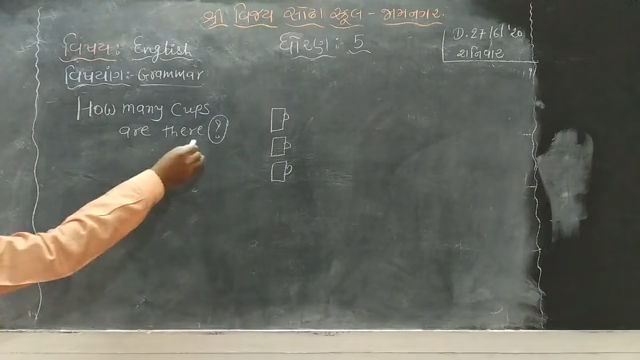 શ્રી વિજય સોઢા સ્કૂલ - જામનગર.
વિષય: English
ધોરણ: 5
D. 27/6/'20
શનિવાર
વિષયાંગ:- Grammar
How many Cups
are there ?